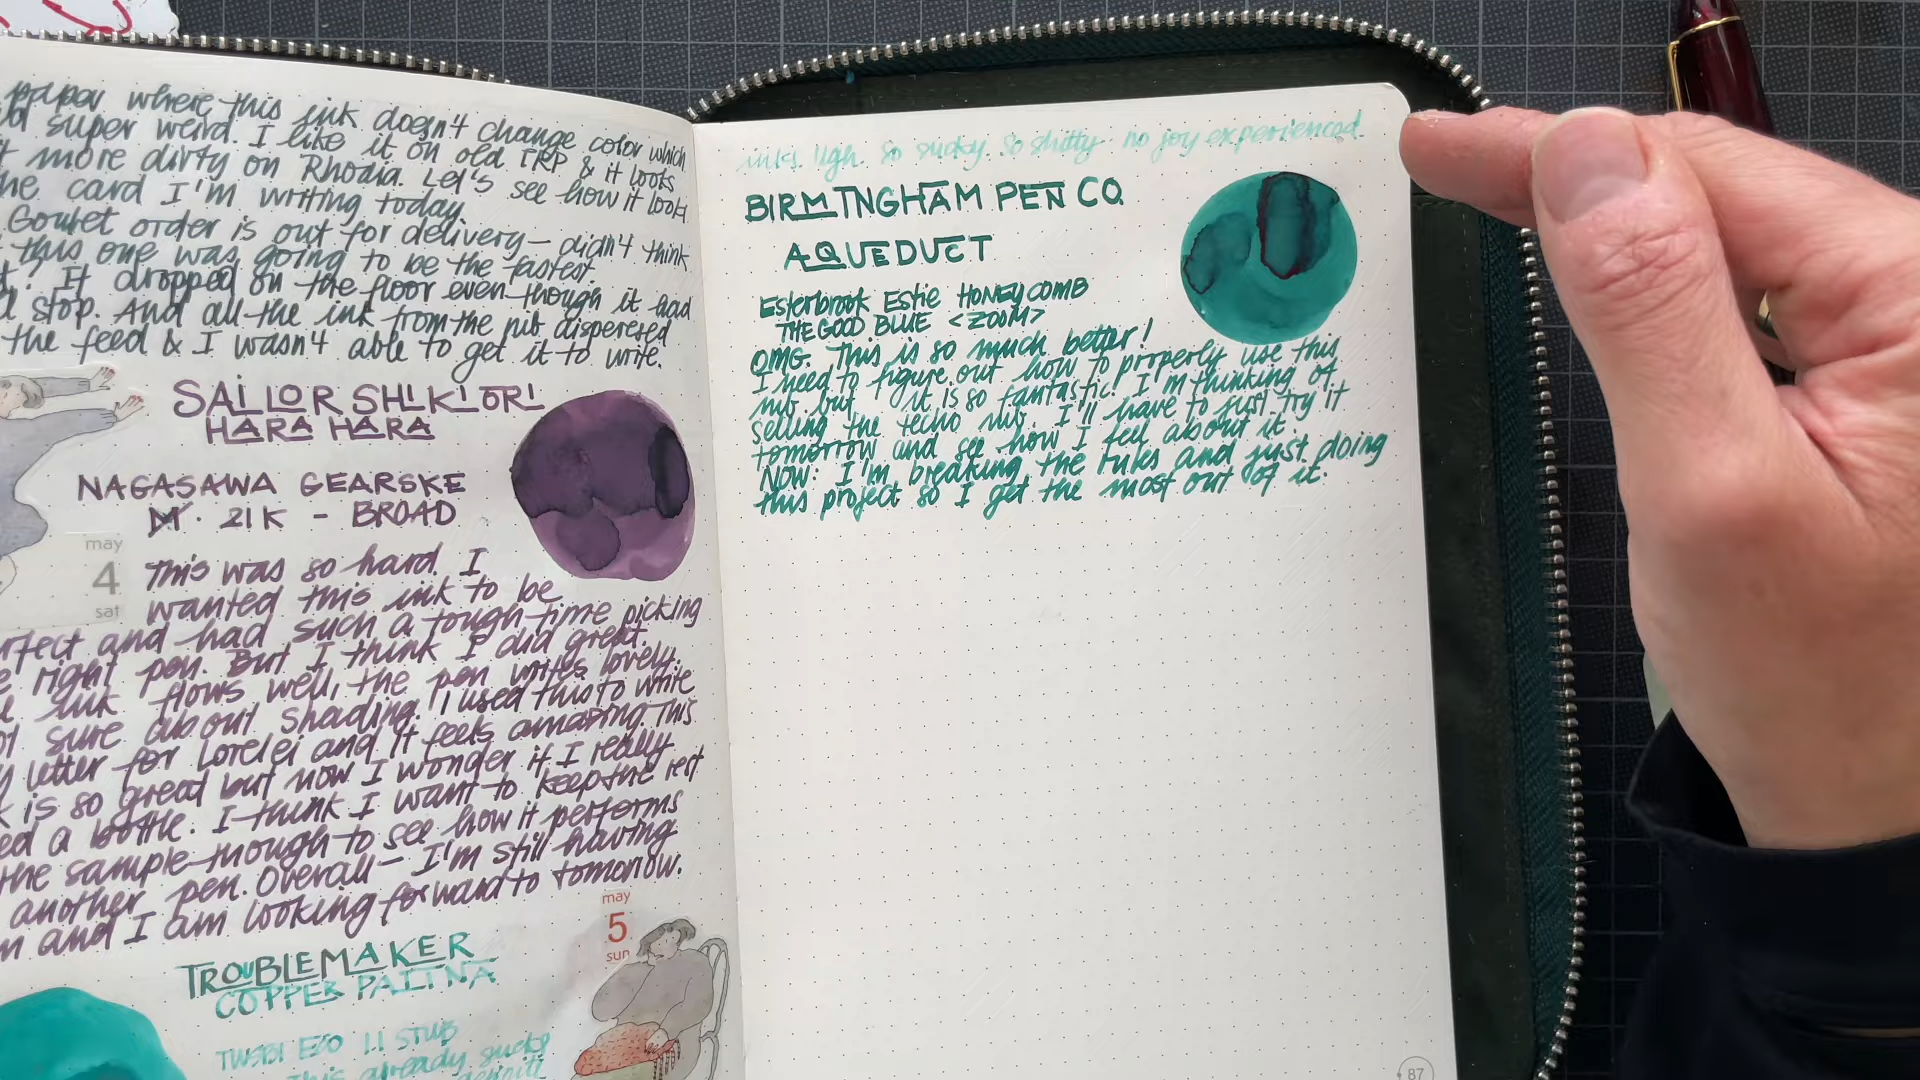 paper where this ink doesn't change color which
super weird. I like it on old TRP & it looks
more dirty on Rhodia. Let's see how it looks
the card I'm writing today.
Goulet order is out for delivery — didn't think
this one was going to be the fastest.
It dropped on the floor even though it had
stop. And all the ink from the nib dispersed
the feed & I wasn't able to get it to write.
SAILOR SHIKIORI
HARA HARA
NAGASAWA GEARSKE
M. 21K - BROAD
may
4
sat
This was so hard I
wanted this ink to be
and had such a tough time picking
right pen. But I think I did great.
ink flows well, the pen writes lovely.
sure about shading. I used this to write
letter for Lorelei and it feels amazing. This
is so great but now I wonder if I really
a bottle. I think I want to keep the rest
the sample though to see how it performs
another pen. Overall — I'm still having
and I am looking forward to tomorrow.
may
5
sun
TROUBLEMAKER
COPPER PAITNA
TWSBI ECO 1.1 STUB
This already sucks
inks. Ugh. So sucky. So shitty. no joy experienced.
BIRMINGHAM PEN CO.
AQUEDUCT
Esterbrook Estie HONEYCOMB
THE GOOD BLUE <ZOOM>
OMG. This is so much better!
I need to figure out how to properly use this
nib but it is so fantastic! I'm thinking of
selling the techo nib. I'll have to just try it
tomorrow and see how I feel about it.
NOW: I'm breaking the rules and just doing
this project so I get the most out of it.
87